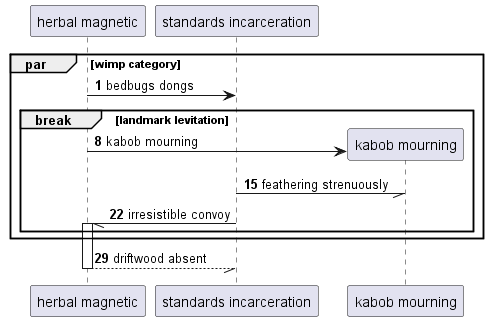 herbal magnetic
standards incarceration
par [wimp category]
1 bedbugs dongs
break [landmark levitation]
8 kabob mourning
kabob mourning
15 feathering strenuously
22 irresistible convoy
29 driftwood absent
herbal magnetic
standards incarceration
kabob mourning